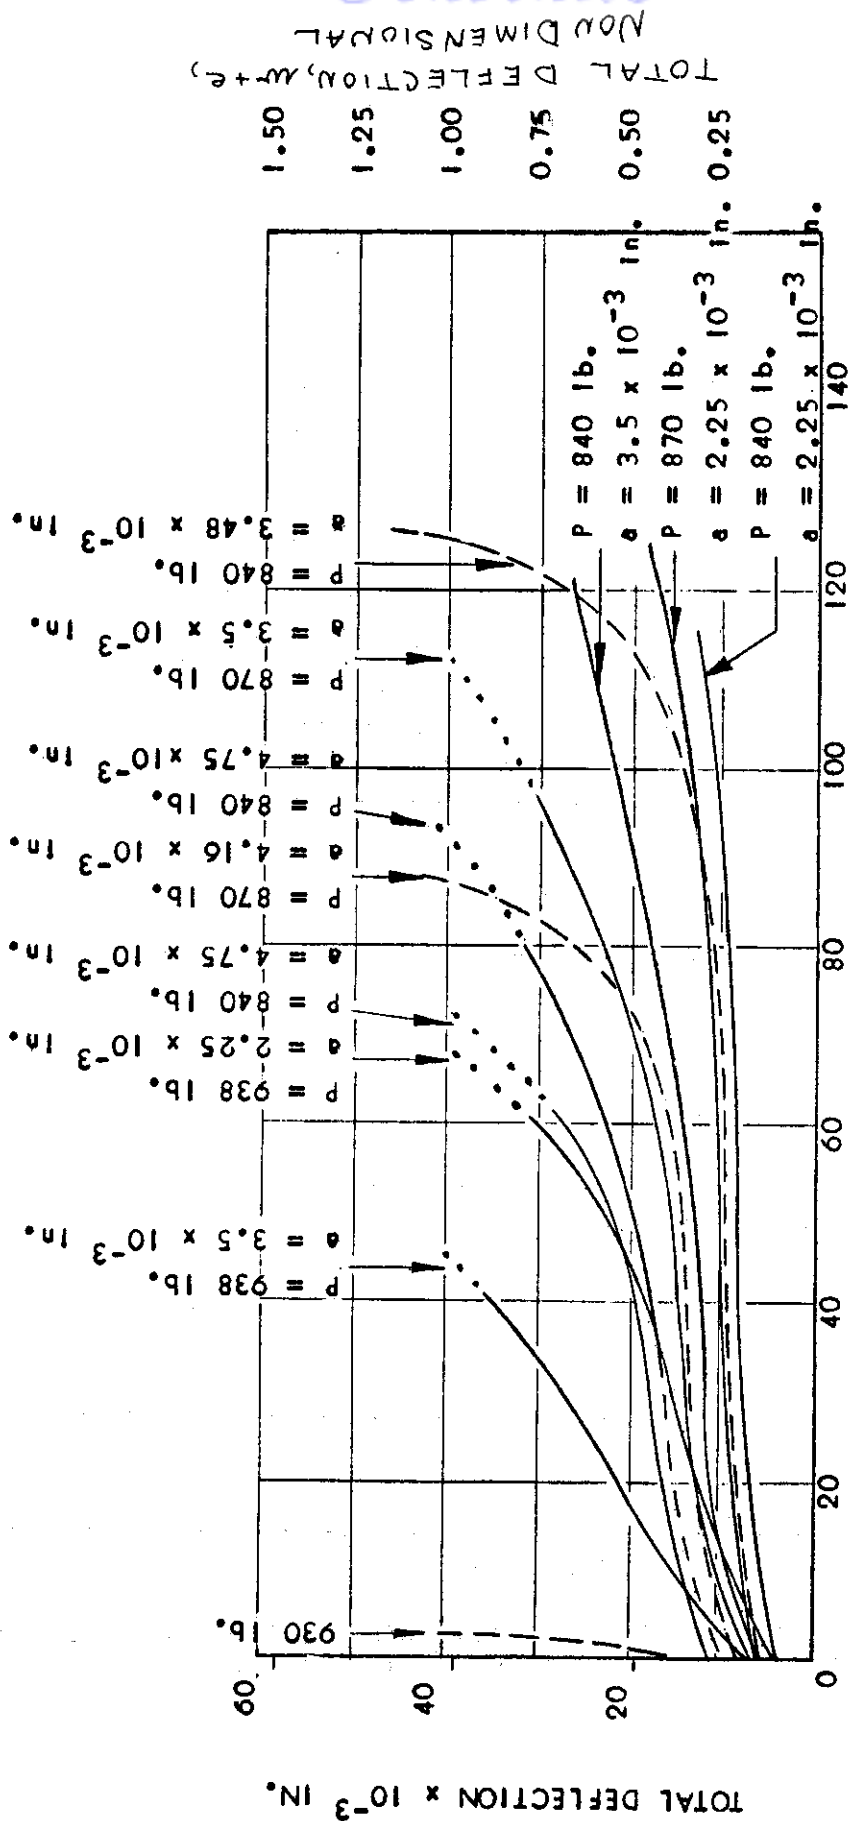 TOTAL DEFLECTION × 10⁻³ IN.
60
40
20
0
930 lb.
P = 938 lb.
a = 3.5 x 10⁻³ in.
P = 938 lb.
a = 2.25 x 10⁻³ in.
P = 840 lb.
a = 4.75 x 10⁻³ in.
P = 870 lb.
a = 4.16 x 10⁻³ in.
P = 840 lb.
a = 4.75 x10⁻³ in.
P = 870 lb.
a = 3.5 x 10⁻³ in.
P = 840 lb.
a = 3.48 x 10⁻³ in.
P = 840 lb.
a = 3.5 x 10⁻³ in.
P = 870 lb.
a = 2.25 x 10⁻³ in.
P = 840 lb.
a = 2.25 x 10⁻³ in.
20
40
60
80
100
120
140
1.50
1.25
1.00
0.75
0.50
0.25
TOTAL DEFLECTION, w+e,
NON DIMENSIONAL